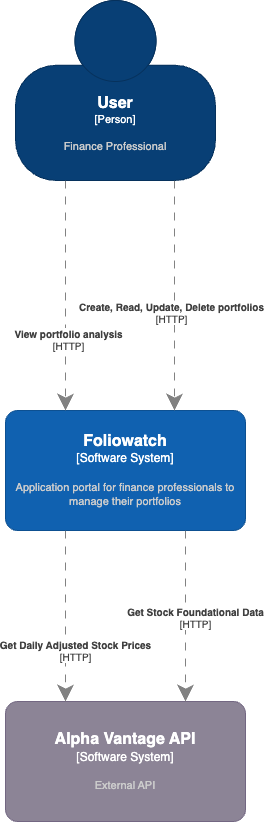 User
[Person]
Finance Professional
Create, Read, Update, Delete portfolios
[HTTP]
View portfolio analysis
[HTTP]
Foliowatch
[Software System]
Application portal for finance professionals to
manage their portfolios
Get Stock Foundational Data
[HTTP]
Get Daily Adjusted Stock Prices
[HTTP]
Alpha Vantage API
[Software System]
External API